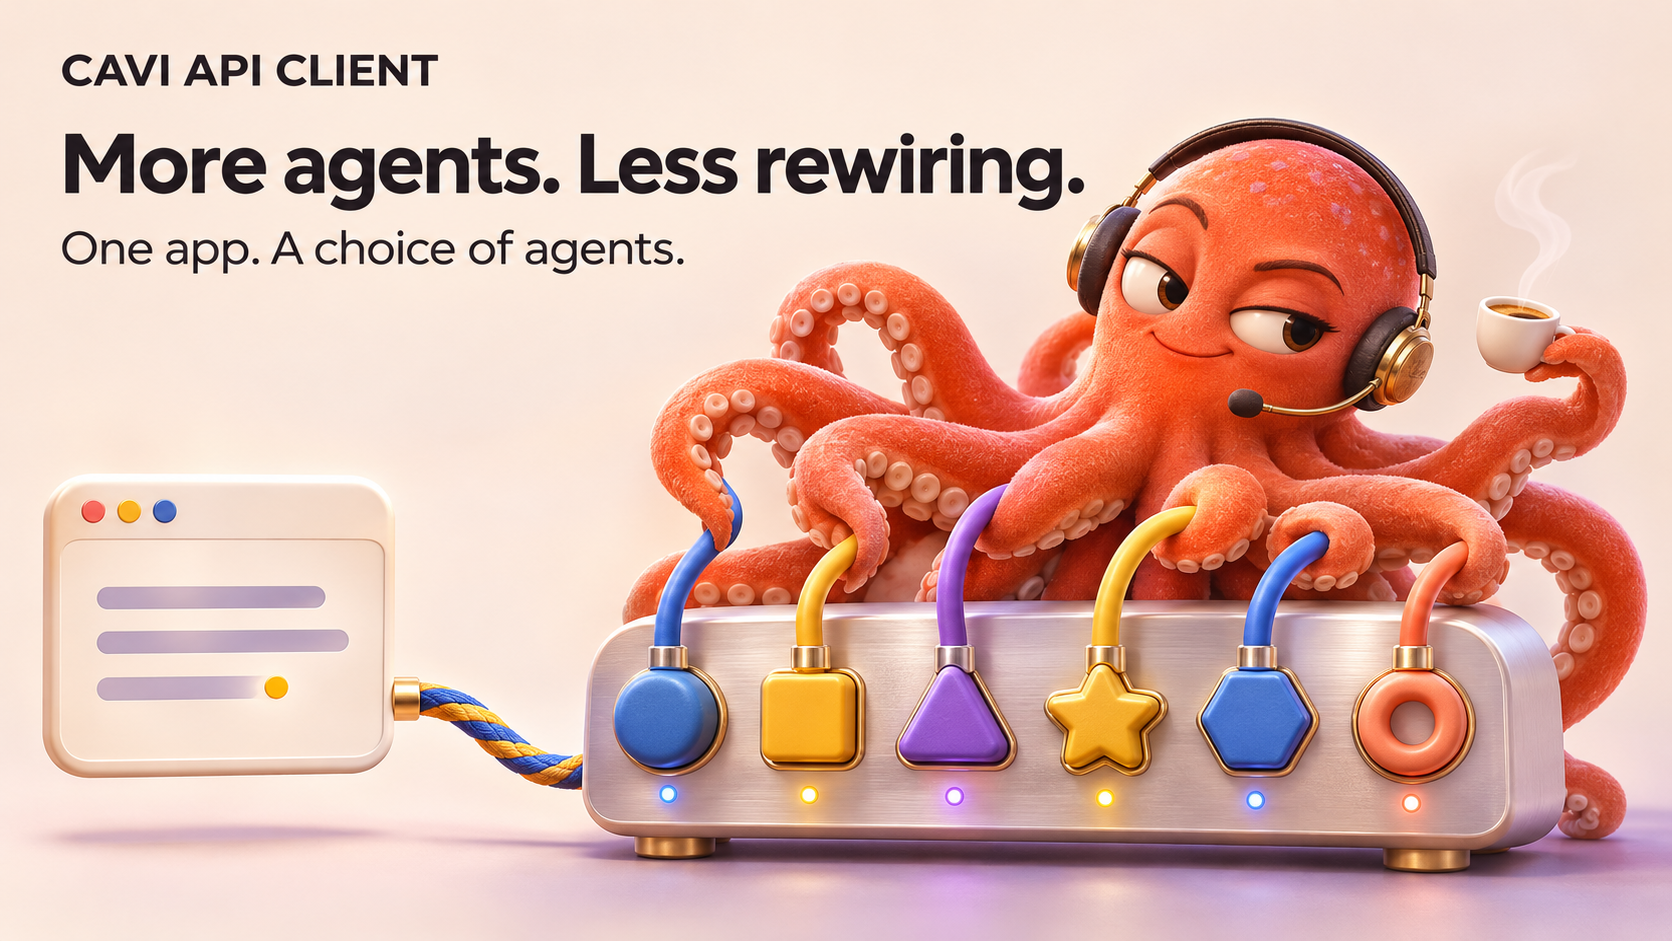 CAVI API CLIENT
More agents. Less rewiring.
One app. A choice of agents.